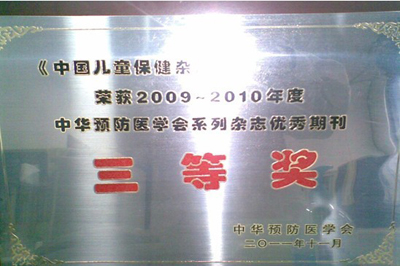 《中国儿童保健杂
荣获2009~2010年度
中华预防医学会系列杂志优秀期刊
三等奖
中华预防医学会
二〇一一年十一月